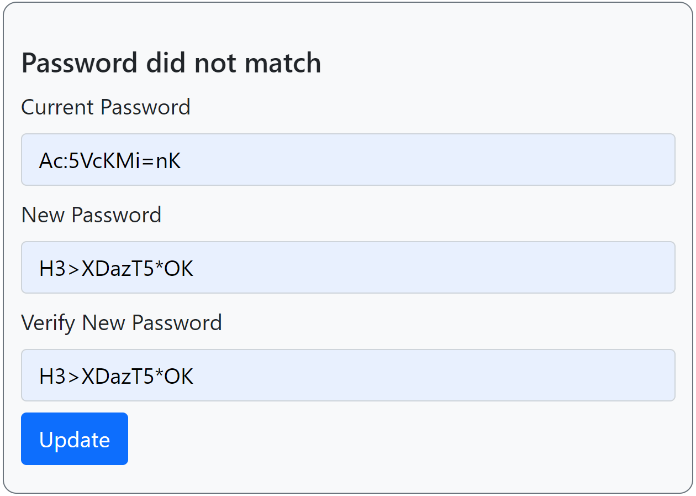 Password did not match
Current Password
Ac:5VcKMi=nK
New Password
H3>XDazT5*OK
Verify New Password
H3>XDazT5*OK
Update